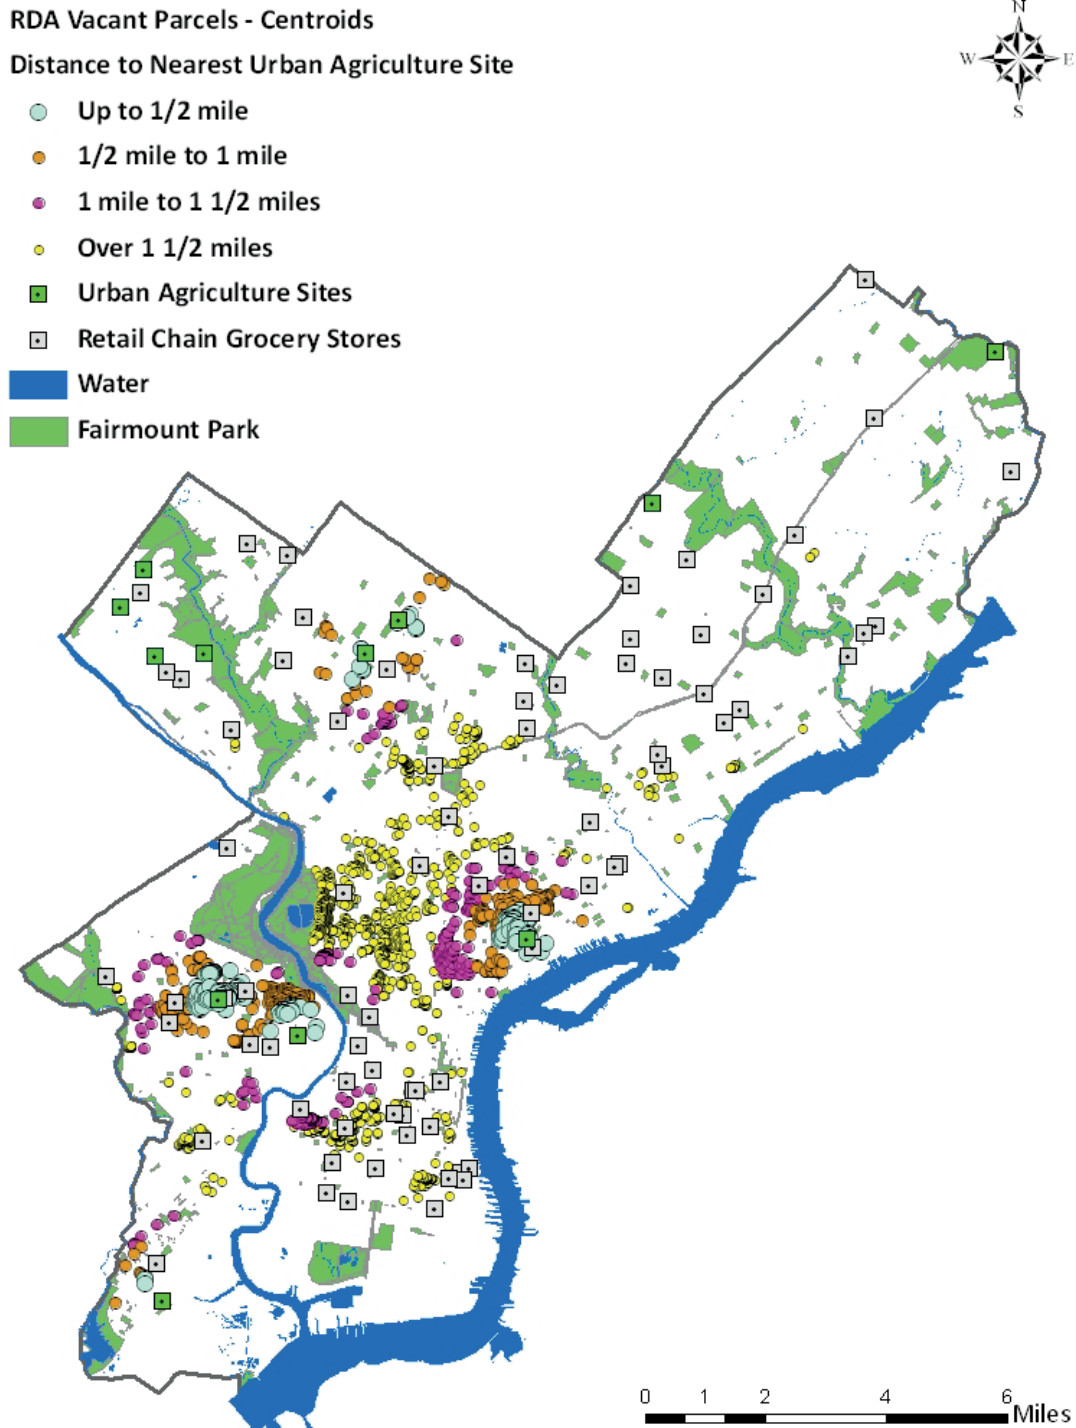 RDA Vacant Parcels - Centroids
Distance to Nearest Urban Agriculture Site
Up to 1/2 mile
1/2 mile to 1 mile
1 mile to 1 1/2 miles
Over 1 1/2 miles
Urban Agriculture Sites
Retail Chain Grocery Stores
Water
Fairmount Park
N
W E
S
0 1 2 4 6
Miles